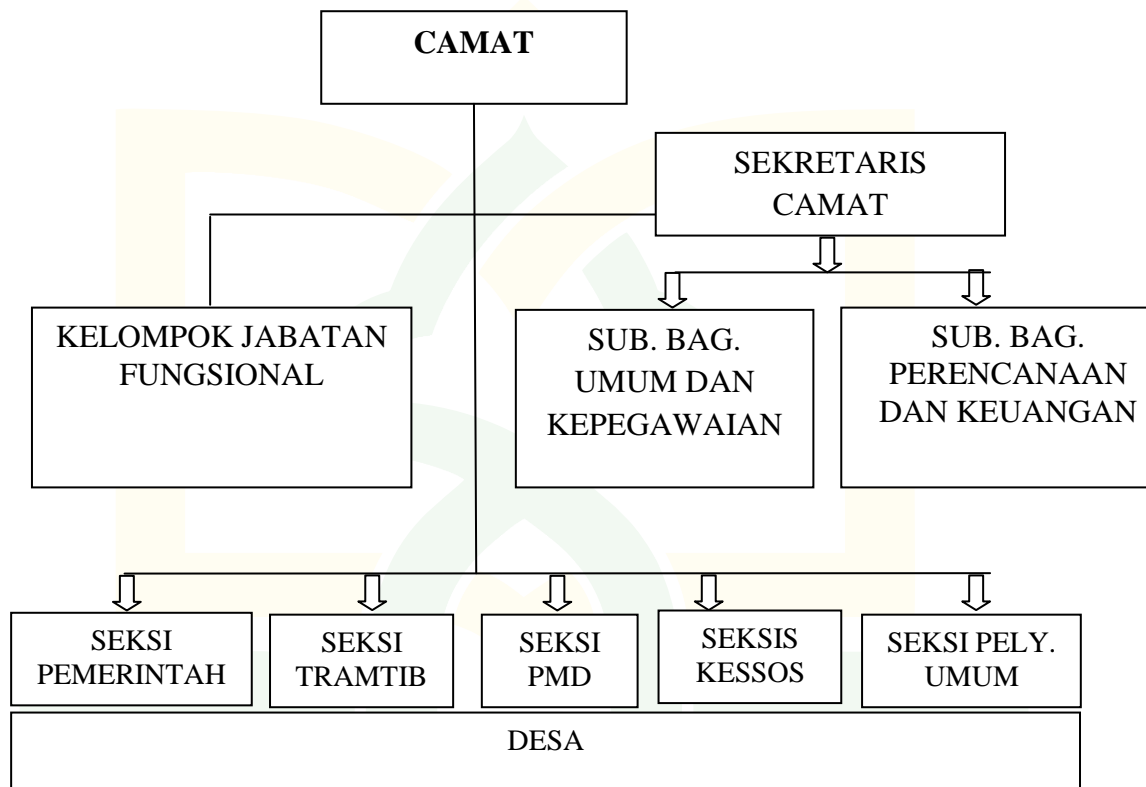 CAMAT
SEKRETARIS
CAMAT
KELOMPOK JABATAN
FUNGSIONAL
SUB. BAG.
UMUM DAN
KEPEGAWAIAN
SUB. BAG.
PERENCANAAN
DAN KEUANGAN
SEKSI
PEMERINTAH
SEKSI
TRAMTIB
SEKSI
PMD
SEKSIS
KESSOS
SEKSI PELY.
UMUM
DESA